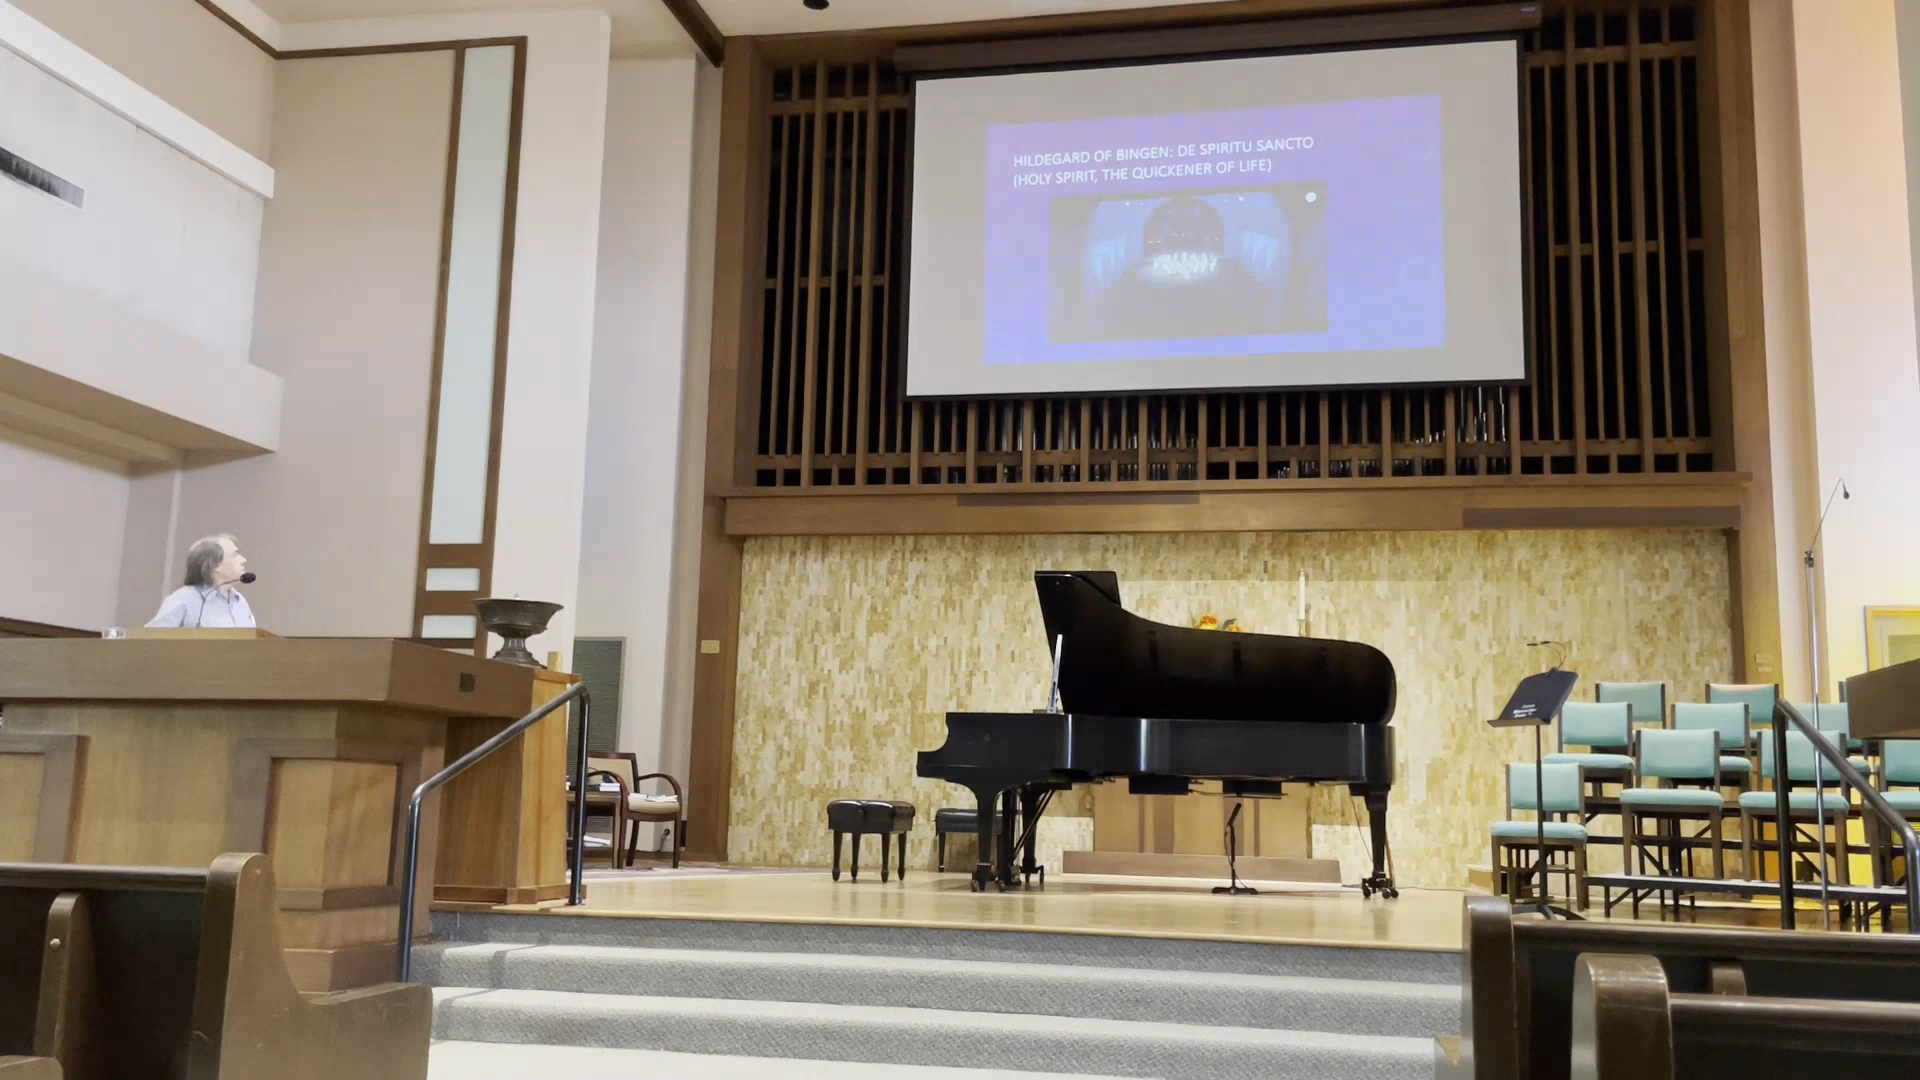 HILDEGARD OF BINGEN: DE SPIRITU SANCTO
(HOLY SPIRIT, THE QUICKENER OF LIFE)